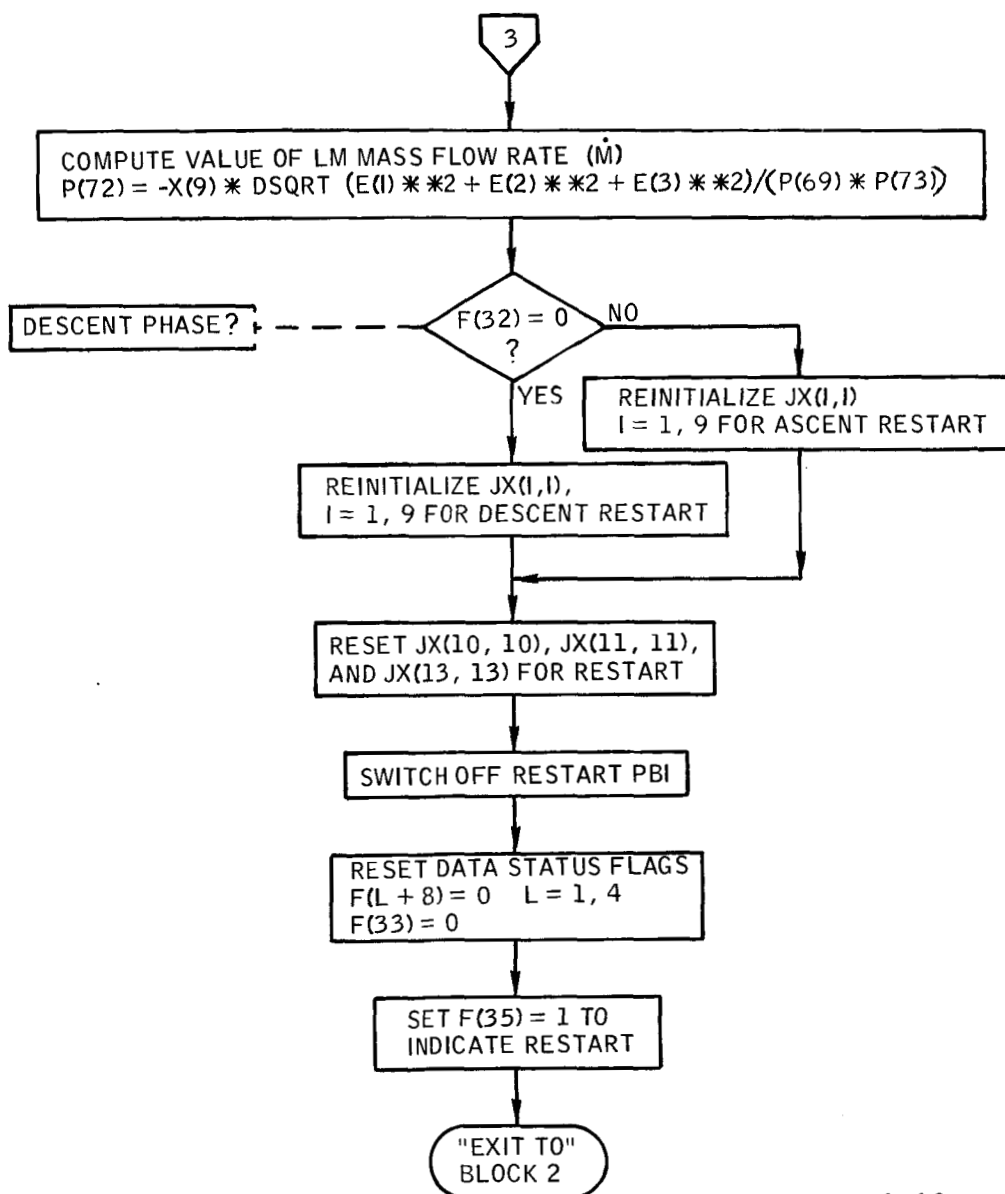 3
COMPUTE VALUE OF LM MASS FLOW RATE (Ṁ)
P(72) = -X(9) * DSQRT (E(1) * *2 + E(2) * *2 + E(3) * *2)/(P(69) * P(73))
DESCENT PHASE?
F(32) = 0
?
NO
YES
REINITIALIZE JX(I,I)
I = 1, 9 FOR ASCENT RESTART
REINITIALIZE JX(I,I),
I = 1, 9 FOR DESCENT RESTART
RESET JX(10, 10), JX(11, 11),
AND JX(13, 13) FOR RESTART
SWITCH OFF RESTART PBI
RESET DATA STATUS FLAGS
F(L + 8) = 0 L = 1, 4
F(33) = 0
SET F(35) = 1 TO
INDICATE RESTART
"EXIT TO"
BLOCK 2